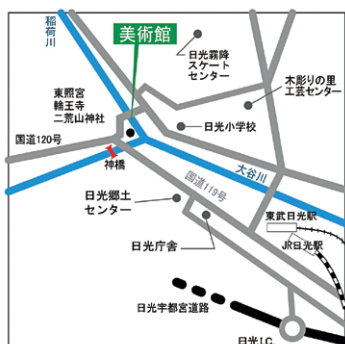 稲荷川
美術館
日光霧降
スケート
センター
木彫りの里
工芸センター
東照宮
輪王寺
二荒山神社
日光小学校
国道120号
神橋
大谷川
国道119号
日光郷土
センター
東武日光駅
JR日光駅
日光庁舎
日光宇都宮道路
日光I.C.